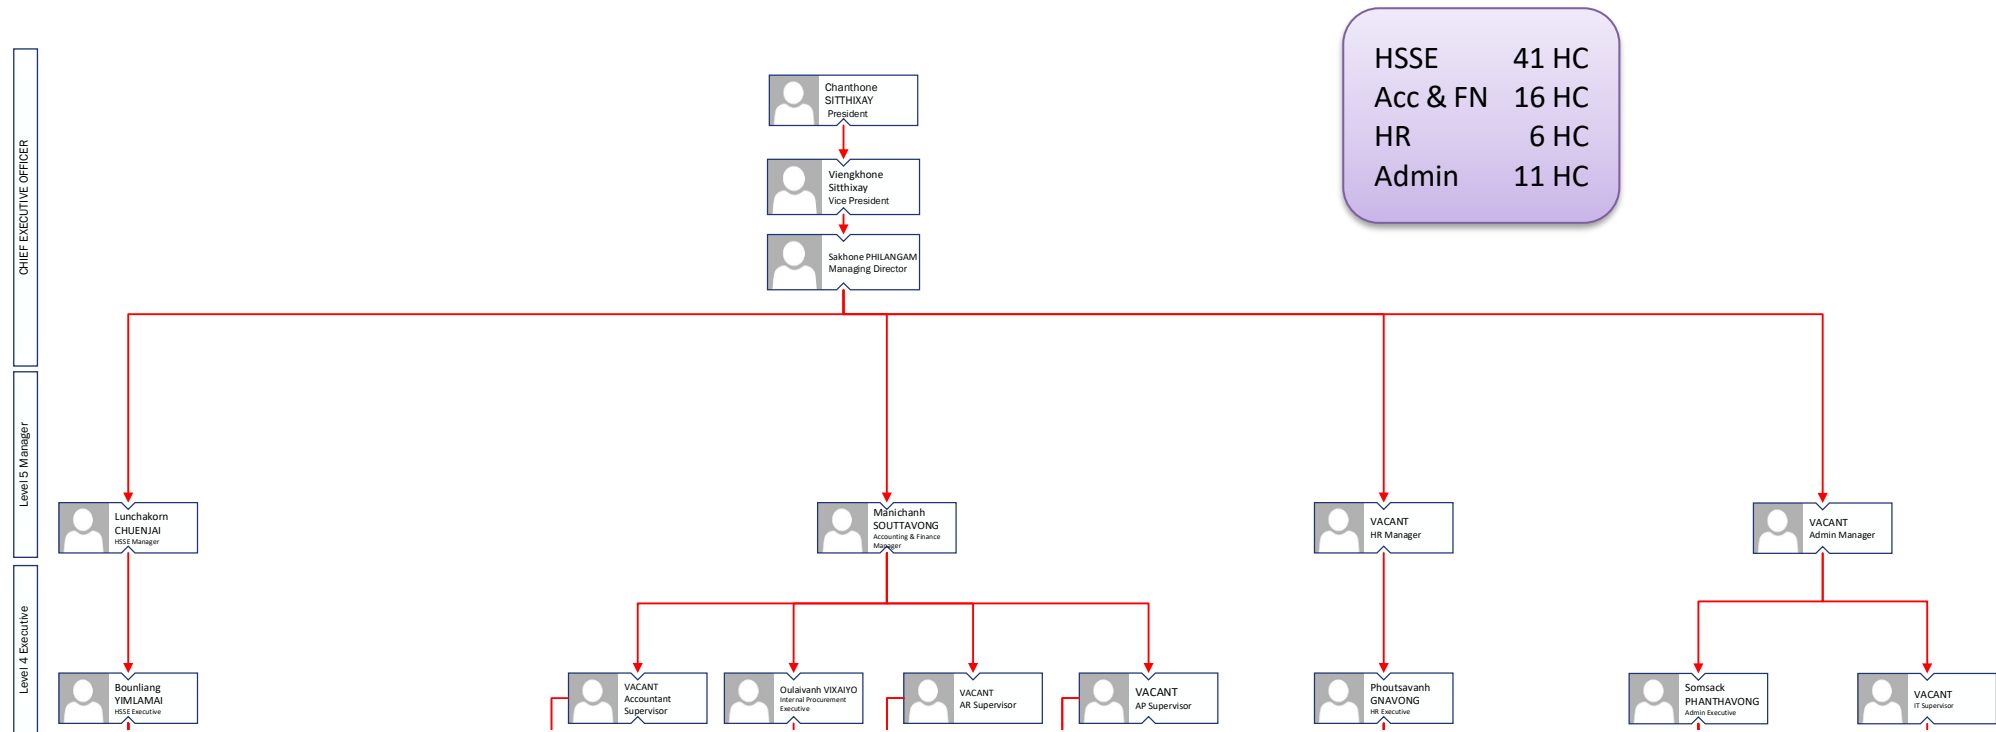 HSSE 41 HC
Acc & FN 16 HC
HR 6 HC
Admin 11 HC
CHIEF EXECUTIVE OFFICER
Chanthone
SITTHIXAY
President
Viengkhone
Sitthixay
Vice President
Sakhone PHILANGAM
Managing Director
Level 5 Manager
Lunchakorn
CHUENJAI
HSSE Manager
Manichanh
SOUTTAVONG
Accounting & Finance
Manager
VACANT
HR Manager
VACANT
Admin Manager
Level 4 Executive
Bounliang
YIMLAMAI
HSSE Executive
VACANT
Accountant
Supervisor
Oulaivanh VIXAIYO
Internal Procurement
Executive
VACANT
AR Supervisor
VACANT
AP Supervisor
Phoutsavanh
GNAVONG
HR Executive
Somsack
PHANTHAVONG
Admin Executive
VACANT
IT Supervisor